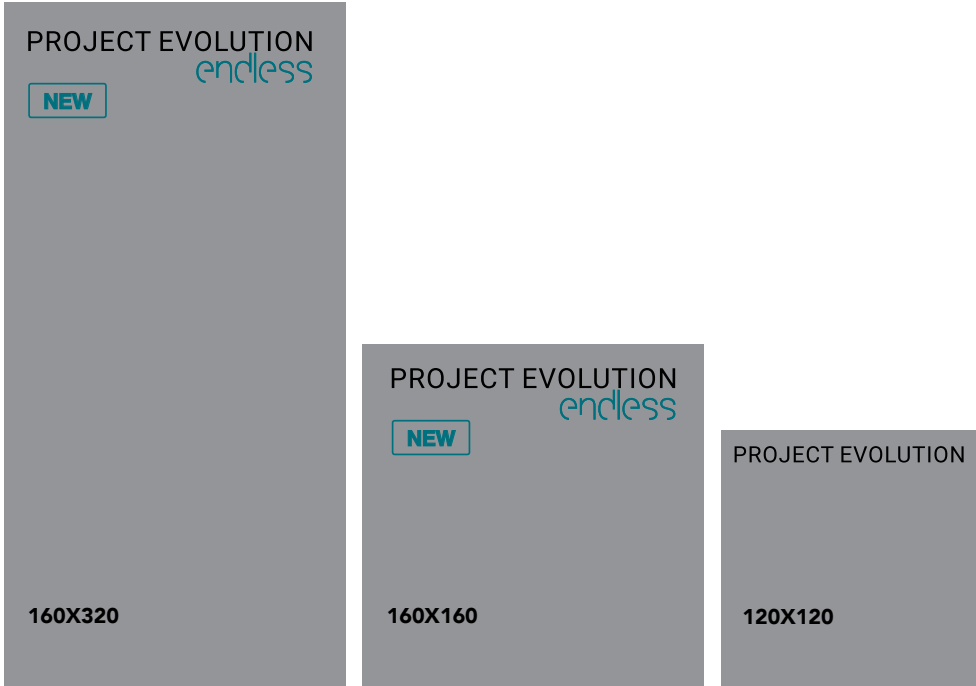 PROJECT EVOLUTION
endless
NEW
160X320
PROJECT EVOLUTION
endless
NEW
160X160
PROJECT EVOLUTION
120X120